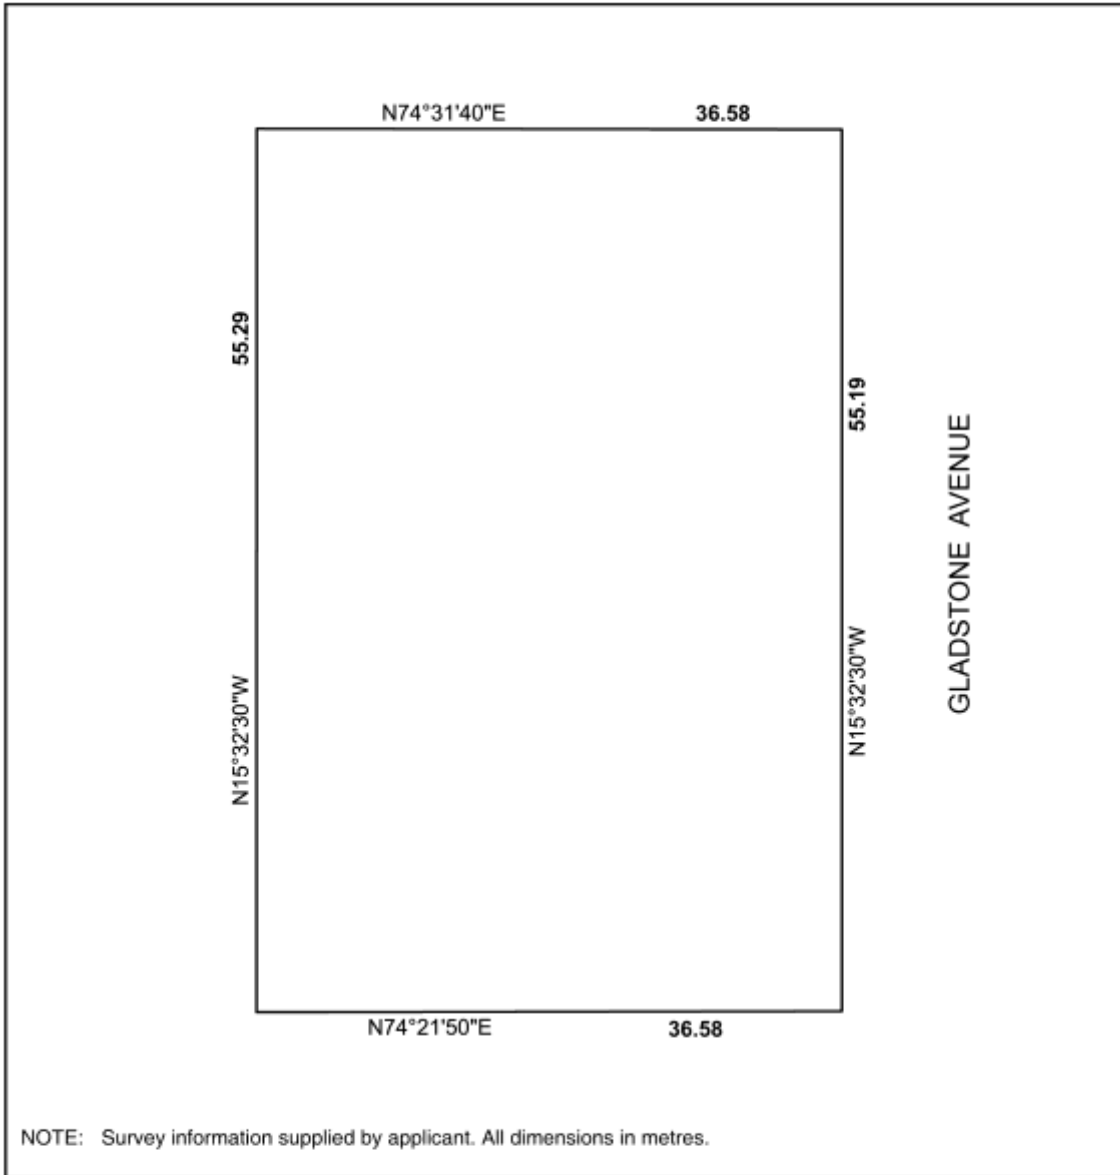 N74°31'40"E 36.58
55.29
55.19
GLADSTONE AVENUE
N15°32'30"W
N15°32'30"W
N74°21'50"E 36.58
NOTE: Survey information supplied by applicant. All dimensions in metres.